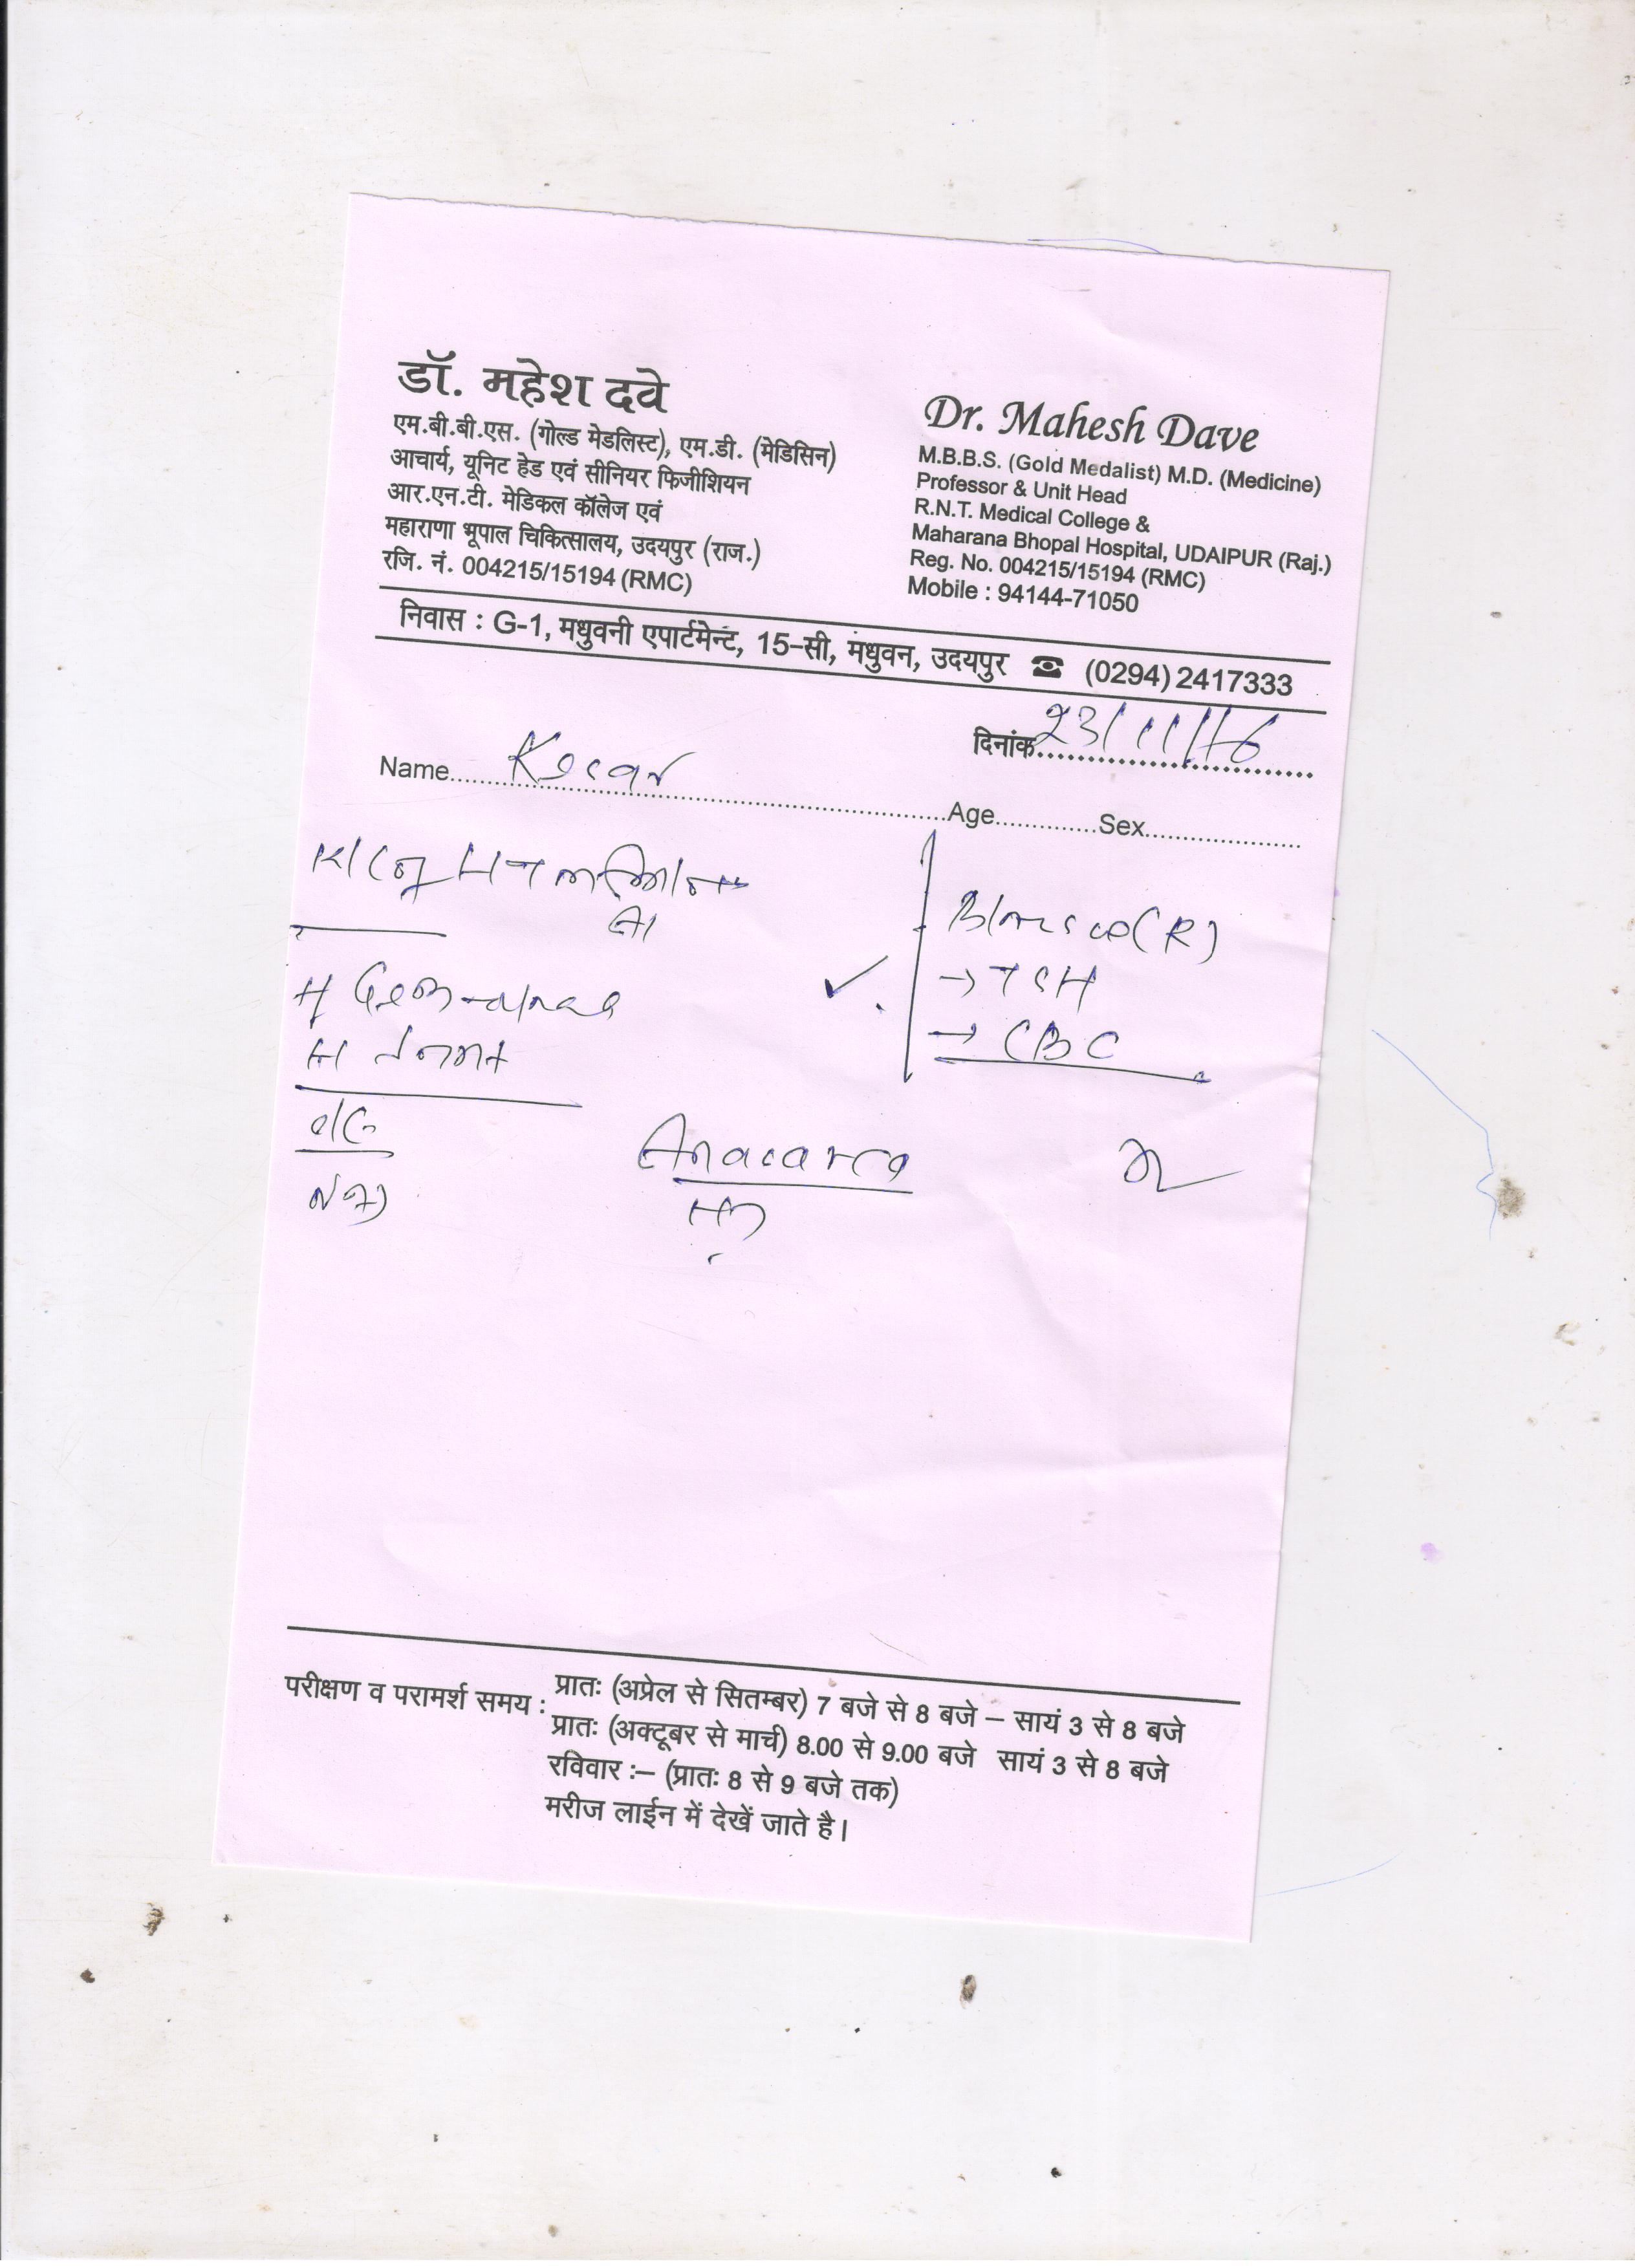 डॉ. महेश दवे
एम.बी.बी.एस. (गोल्ड मेडलिस्ट), एम.डी. (मेडिसिन)
आचार्य, यूनिट हेड एवं सीनियर फिजीशियन
आर.एन.टी. मेडिकल कॉलेज एवं
महाराणा भूपाल चिकित्सालय, उदयपुर (राज.)
रजि. नं. 004215/15194 (RMC)
Dr. Mahesh Dave
M.B.B.S. (Gold Medalist) M.D. (Medicine)
Professor & Unit Head
R.N.T. Medical College &
Maharana Bhopal Hospital, UDAIPUR (Raj.)
Reg. No. 004215/15194 (RMC)
Mobile : 94144-71050
निवास : G-1, मधुवनी एपार्टमेन्ट, 15-सी, मधुवन, उदयपुर ☎ (0294) 2417333
दिनांक 23/11/16
Name Age Sex
→ TSH
→ CBC
Anasarca
परीक्षण व परामर्श समय : प्रातः (अप्रेल से सितम्बर) 7 बजे से 8 बजे – सायं 3 से 8 बजे
प्रातः (अक्टूबर से मार्च) 8.00 से 9.00 बजे सायं 3 से 8 बजे
रविवार :– (प्रातः 8 से 9 बजे तक)
मरीज लाईन में देखें जाते है।